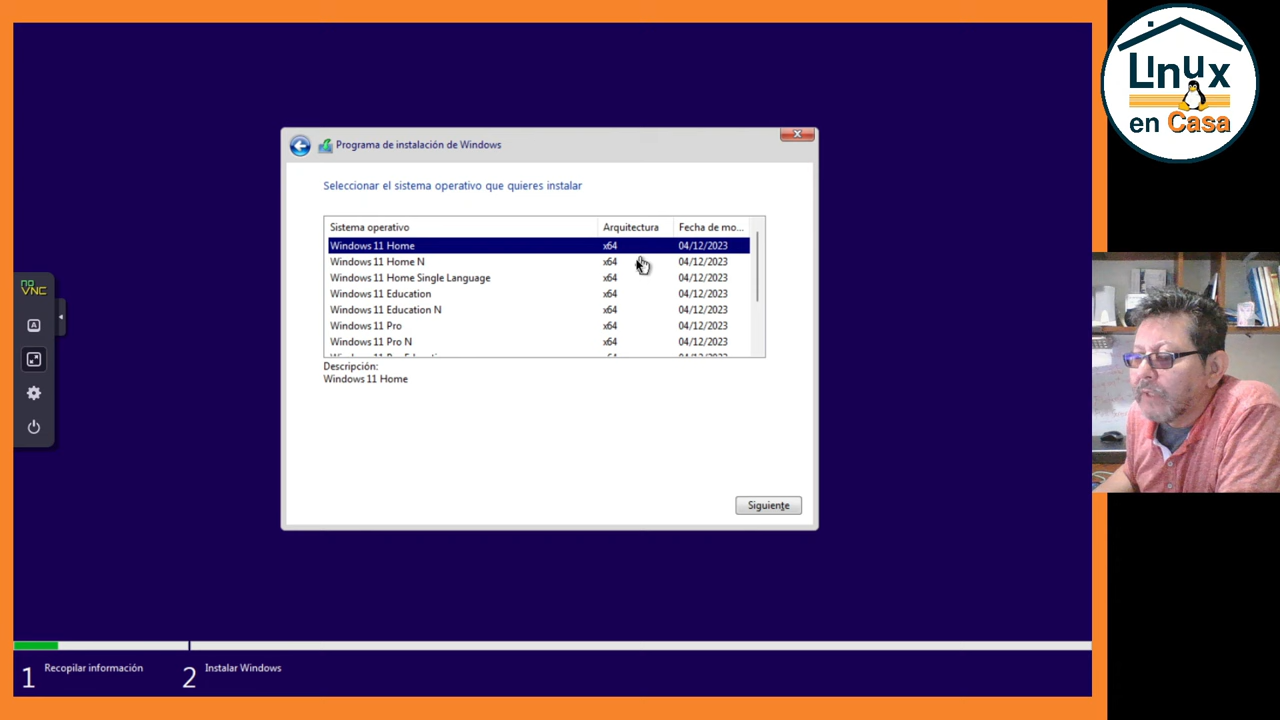 Linux
en Casa
Programa de instalación de Windows
Seleccionar el sistema operativo que quieres instalar
Sistema operativo Arquitectura Fecha de mo...
Windows 11 Home x64 04/12/2023
Windows 11 Home N x64 04/12/2023
Windows 11 Home Single Language x64 04/12/2023
Windows 11 Education x64 04/12/2023
Windows 11 Education N x64 04/12/2023
Windows 11 Pro x64 04/12/2023
Windows 11 Pro N x64 04/12/2023
Descripción:
Windows 11 Home
no
VNC
A
Siguiente
1 Recopilar información
2 Instalar Windows